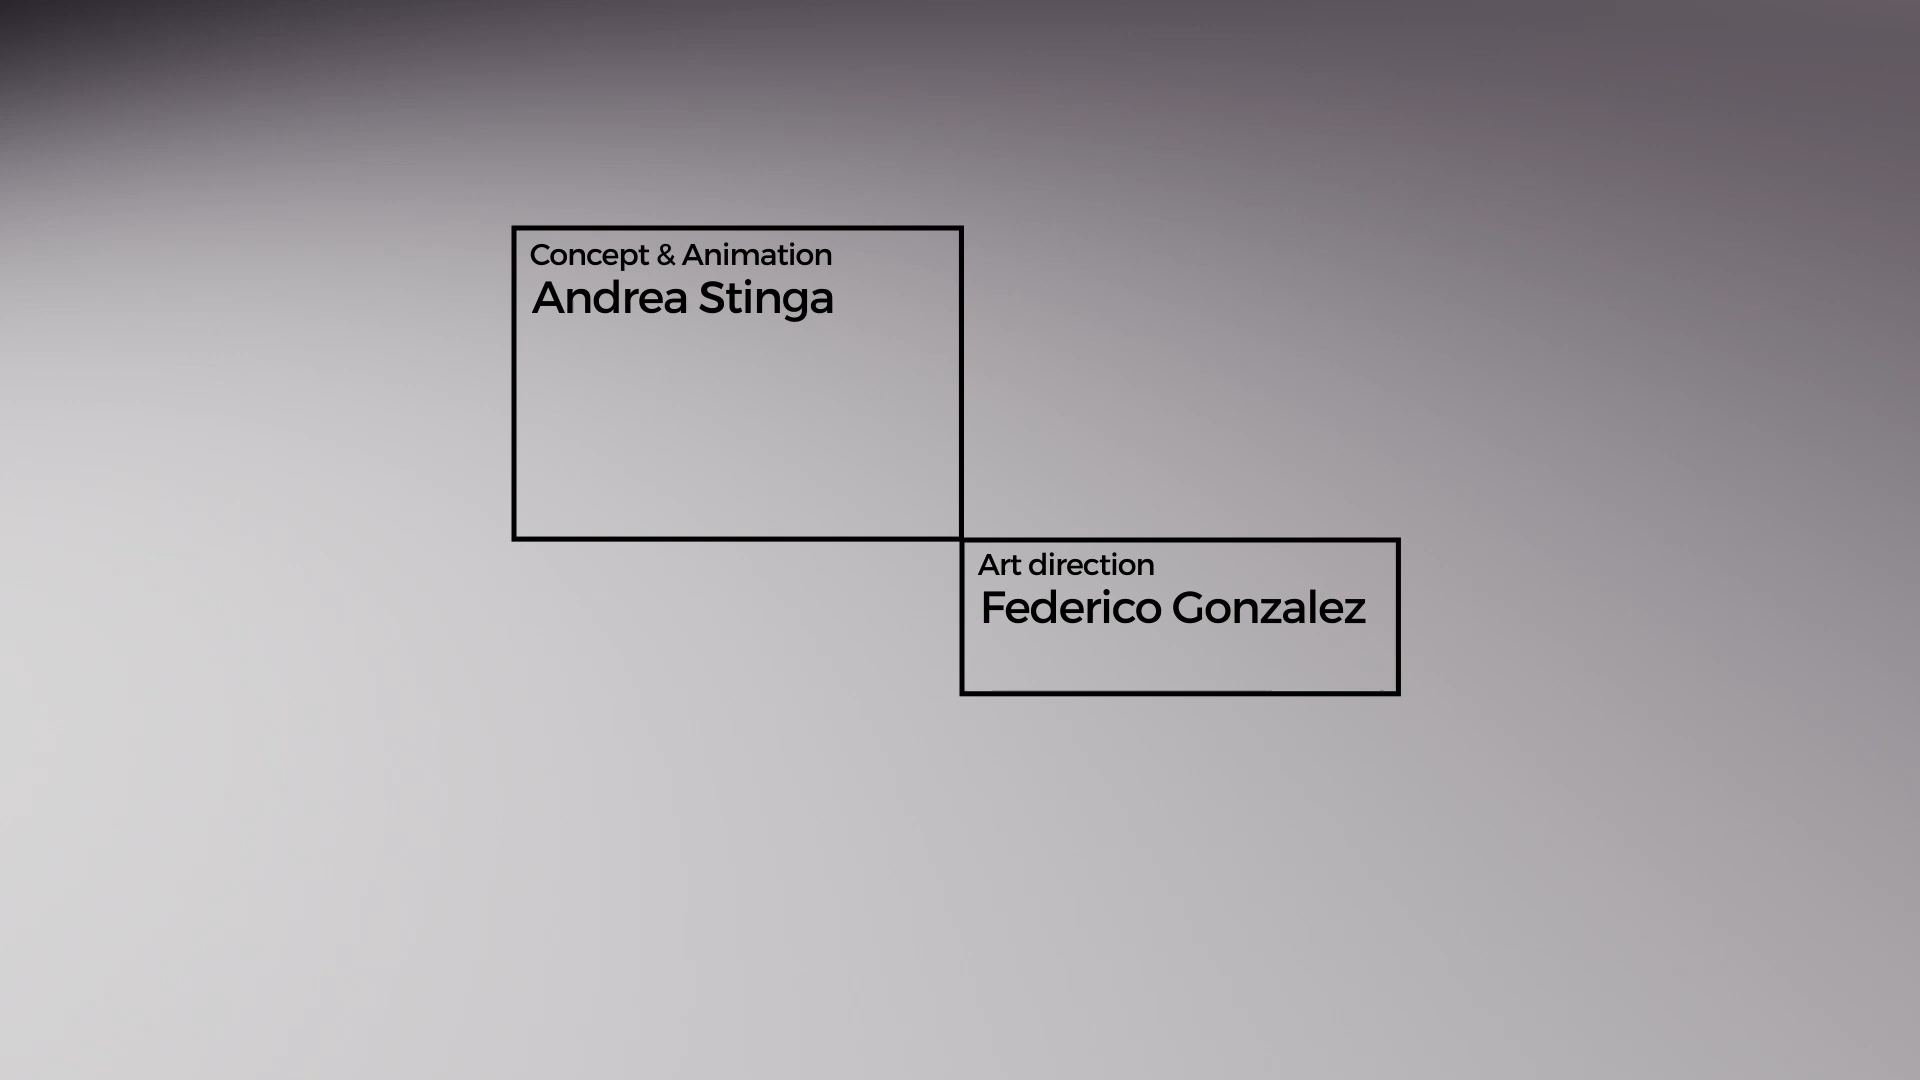 Concept & Animation
Andrea Stinga
Art direction
Federico Gonzalez